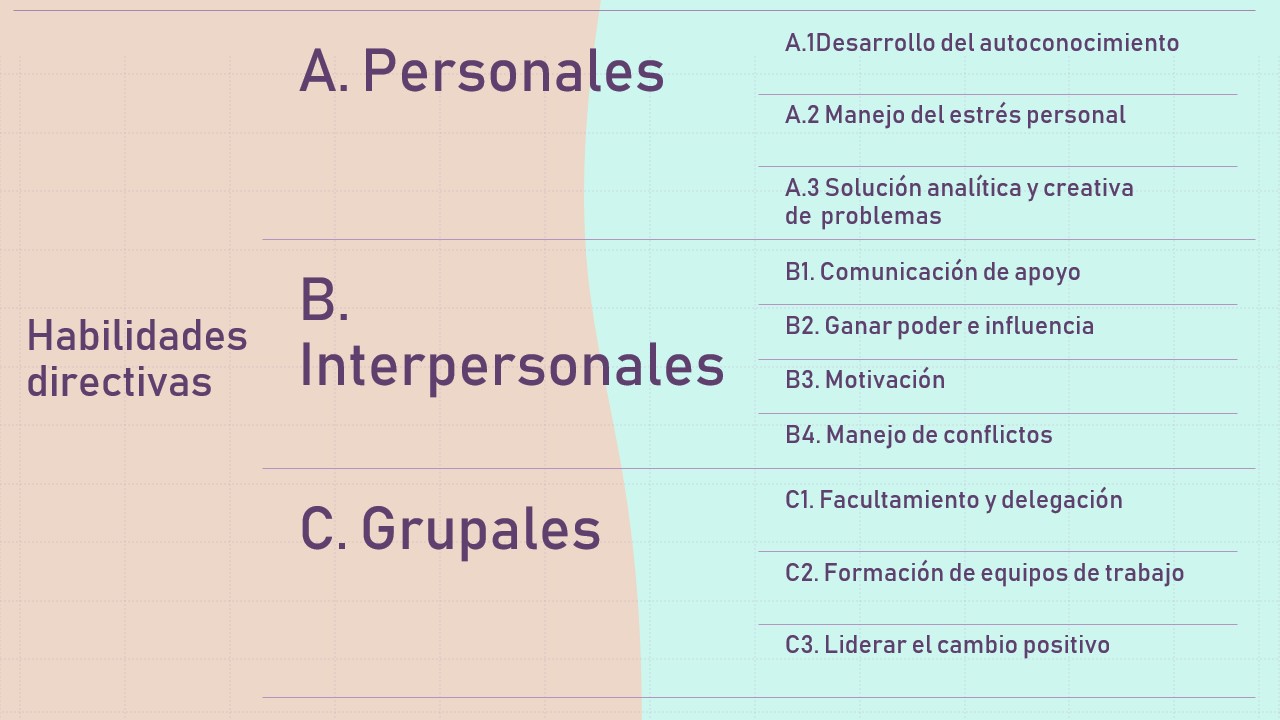 Habilidades
directivas
A. Personales
A.1Desarrollo del autoconocimiento
A.2 Manejo del estrés personal
A.3 Solución analítica y creativa
de problemas
B.
Interpersonales
B1. Comunicación de apoyo
B2. Ganar poder e influencia
B3. Motivación
B4. Manejo de conflictos
C. Grupales
C1. Facultamiento y delegación
C2. Formación de equipos de trabajo
C3. Liderar el cambio positivo